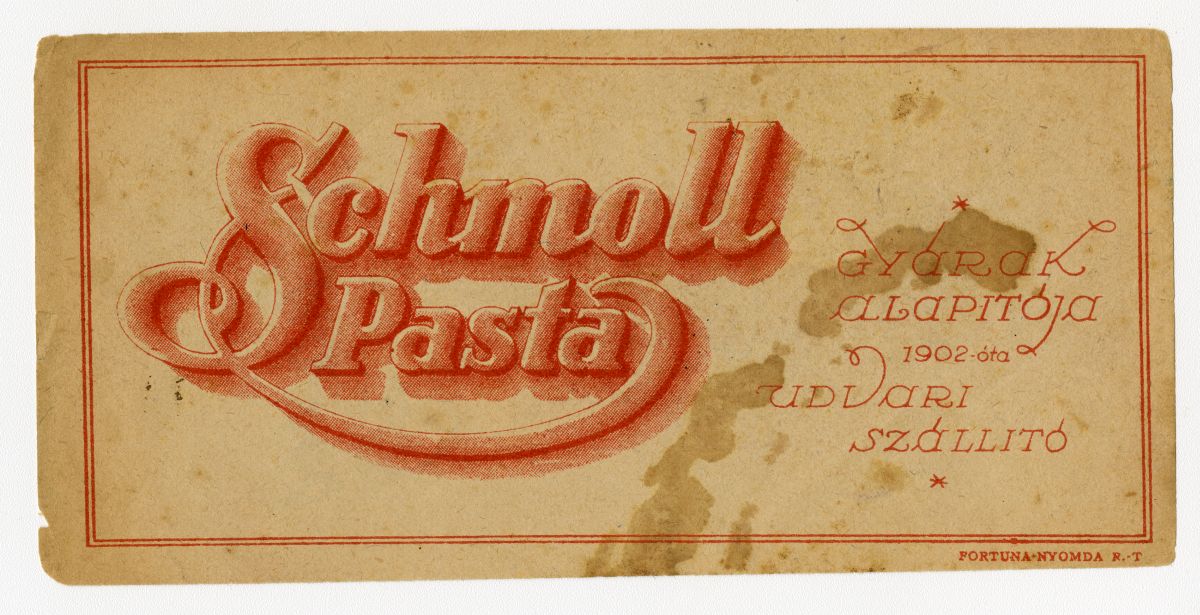 Schmoll
Pasta
GYÁRAK
ALAPITÓJA
1902-óta
UDVARI
SZÁLLITÓ
FORTUNA-NYOMDA R.-T